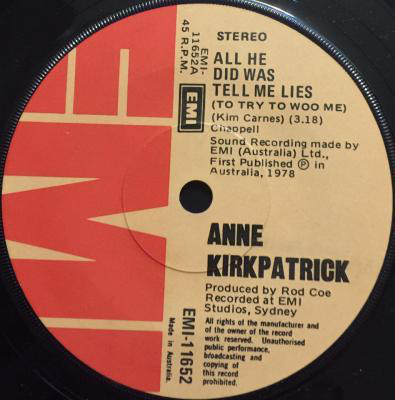 STEREO
EMI-
11652A
45 R.P.M.
ALL HE
DID WAS
TELL ME LIES
(TO TRY TO WOO ME)
(Kim Carnes) (3.18)
Chappell
EMI
Sound Recording made by
EMI (Australia) Ltd.,
First Published Ⓟ in
Australia, 1978
ANNE
KIRKPATRICK
Produced by Rod Coe
Recorded at EMI
Studios, Sydney
EMI-11652
Made in Australia
All rights of the manufacturer and
of the owner of the record
work reserved. Unauthorised
public performance,
broadcasting and
copying of
this record
prohibited.
EMI